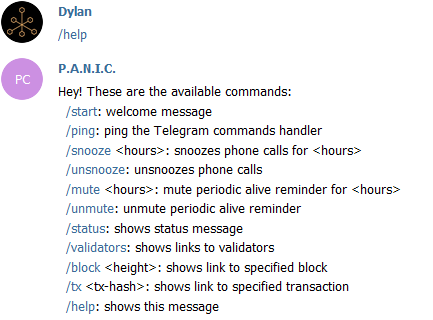 Dylan
/help
PC
P.A.N.I.C.
Hey! These are the available commands:
/start: welcome message
/ping: ping the Telegram commands handler
/snooze <hours>: snoozes phone calls for <hours>
/unsnooze: unsnoozes phone calls
/mute <hours>: mute periodic alive reminder for <hours>
/unmute: unmute periodic alive reminder
/status: shows status message
/validators: shows links to validators
/block <height>: shows link to specified block
/tx <tx-hash>: shows link to specified transaction
/help: shows this message